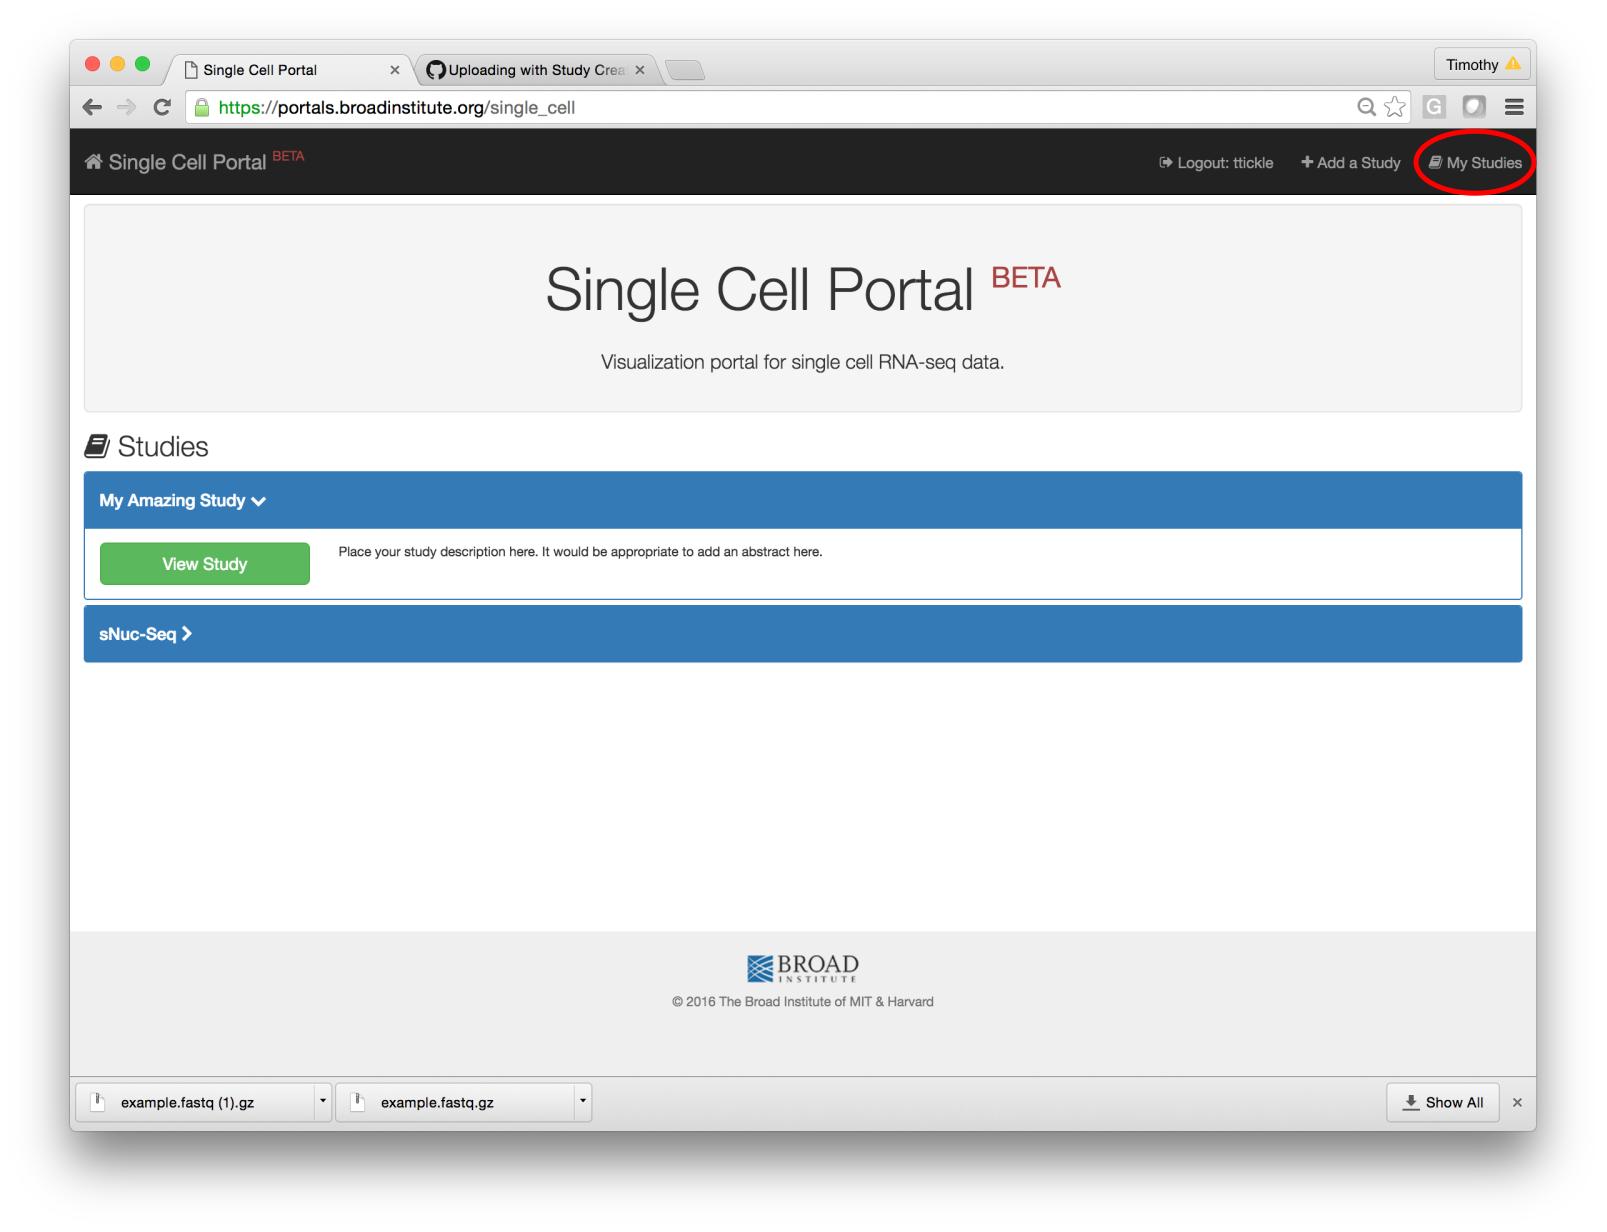 Single Cell Portal
Uploading with Study Crea
Timothy
https://portals.broadinstitute.org/single_cell
G
Single Cell Portal BETA
Logout: ttickle
Add a Study
My Studies
Single Cell Portal BETA
Visualization portal for single cell RNA-seq data.
Studies
My Amazing Study
View Study
Place your study description here. It would be appropriate to add an abstract here.
sNuc-Seq
BROAD
INSTITUTE
© 2016 The Broad Institute of MIT & Harvard
example.fastq (1).gz
example.fastq.gz
Show All